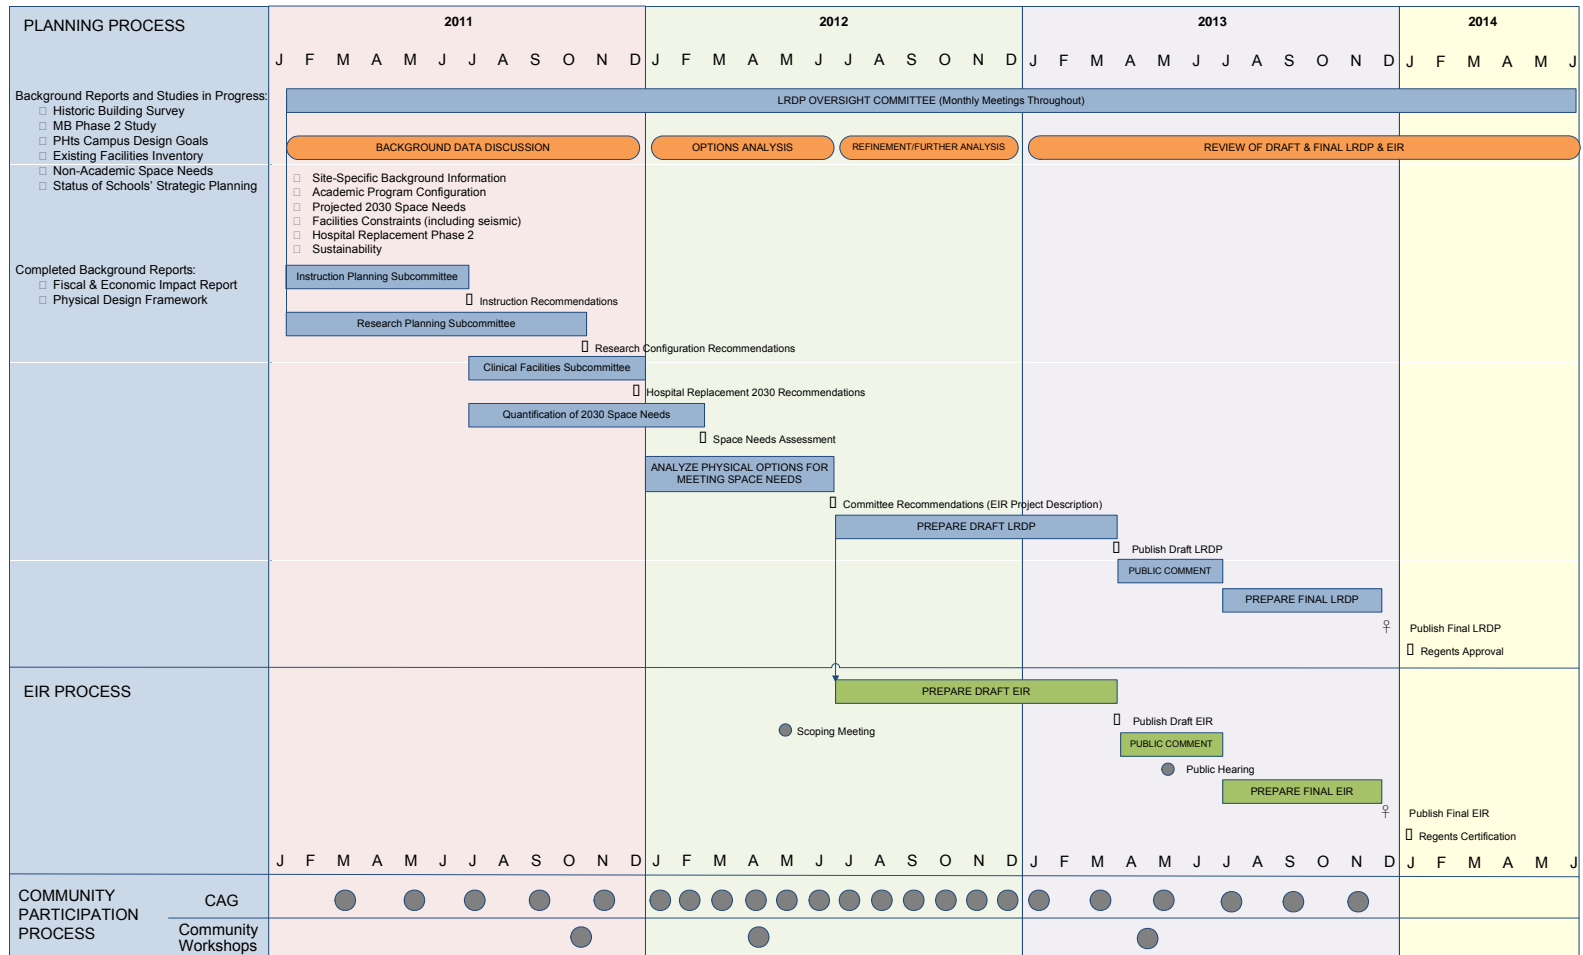 PLANNING PROCESS
2011
2012
2013
2014
J F M A M J J A S O N D J F M A M J J A S O N D J F M A M J J A S O N D J F M A M J
Background Reports and Studies in Progress:
Historic Building Survey
MB Phase 2 Study
PHts Campus Design Goals
Existing Facilities Inventory
Non-Academic Space Needs
Status of Schools' Strategic Planning
Completed Background Reports:
Fiscal & Economic Impact Report
Physical Design Framework
LRDP OVERSIGHT COMMITTEE (Monthly Meetings Throughout)
BACKGROUND DATA DISCUSSION
OPTIONS ANALYSIS
REFINEMENT/FURTHER ANALYSIS
REVIEW OF DRAFT & FINAL LRDP & EIR
Site-Specific Background Information
Academic Program Configuration
Projected 2030 Space Needs
Facilities Constraints (including seismic)
Hospital Replacement Phase 2
Sustainability
Instruction Planning Subcommittee
Instruction Recommendations
Research Planning Subcommittee
Research Configuration Recommendations
Clinical Facilities Subcommittee
Hospital Replacement 2030 Recommendations
Quantification of 2030 Space Needs
Space Needs Assessment
ANALYZE PHYSICAL OPTIONS FOR
MEETING SPACE NEEDS
Committee Recommendations (EIR Project Description)
PREPARE DRAFT LRDP
Publish Draft LRDP
PUBLIC COMMENT
PREPARE FINAL LRDP
Publish Final LRDP
Regents Approval
EIR PROCESS
PREPARE DRAFT EIR
Publish Draft EIR
Scoping Meeting
PUBLIC COMMENT
Public Hearing
PREPARE FINAL EIR
Publish Final EIR
Regents Certification
J F M A M J J A S O N D J F M A M J J A S O N D J F M A M J J A S O N D J F M A M J
COMMUNITY
PARTICIPATION
PROCESS
CAG
Community
Workshops